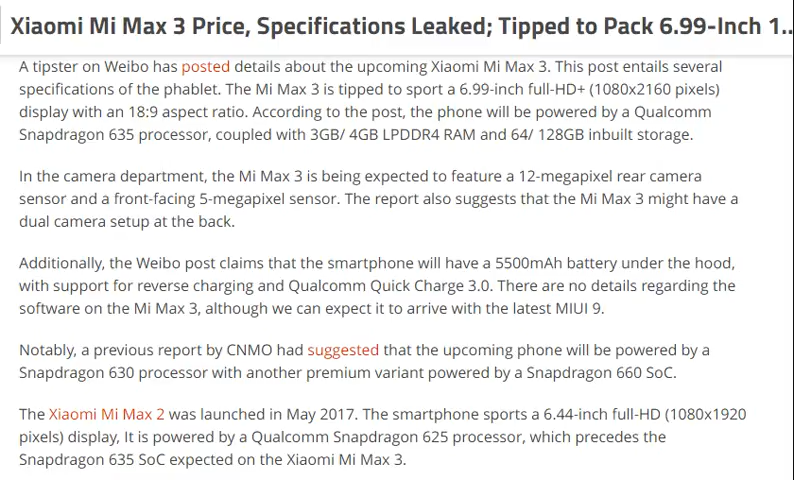 Xiaomi Mi Max 3 Price, Specifications Leaked; Tipped to Pack 6.99-Inch 1..
A tipster on Weibo has posted details about the upcoming Xiaomi Mi Max 3. This post entails several
specifications of the phablet. The Mi Max 3 is tipped to sport a 6.99-inch full-HD+ (1080x2160 pixels)
display with an 18:9 aspect ratio. According to the post, the phone will be powered by a Qualcomm
Snapdragon 635 processor, coupled with 3GB/ 4GB LPDDR4 RAM and 64/ 128GB inbuilt storage.
In the camera department, the Mi Max 3 is being expected to feature a 12-megapixel rear camera
sensor and a front-facing 5-megapixel sensor. The report also suggests that the Mi Max 3 might have a
dual camera setup at the back.
Additionally, the Weibo post claims that the smartphone will have a 5500mAh battery under the hood,
with support for reverse charging and Qualcomm Quick Charge 3.0. There are no details regarding the
software on the Mi Max 3, although we can expect it to arrive with the latest MIUI 9.
Notably, a previous report by CNMO had suggested that the upcoming phone will be powered by a
Snapdragon 630 processor with another premium variant powered by a Snapdragon 660 SoC.
The Xiaomi Mi Max 2 was launched in May 2017. The smartphone sports a 6.44-inch full-HD (1080x1920
pixels) display, It is powered by a Qualcomm Snapdragon 625 processor, which precedes the
Snapdragon 635 SoC expected on the Xiaomi Mi Max 3.